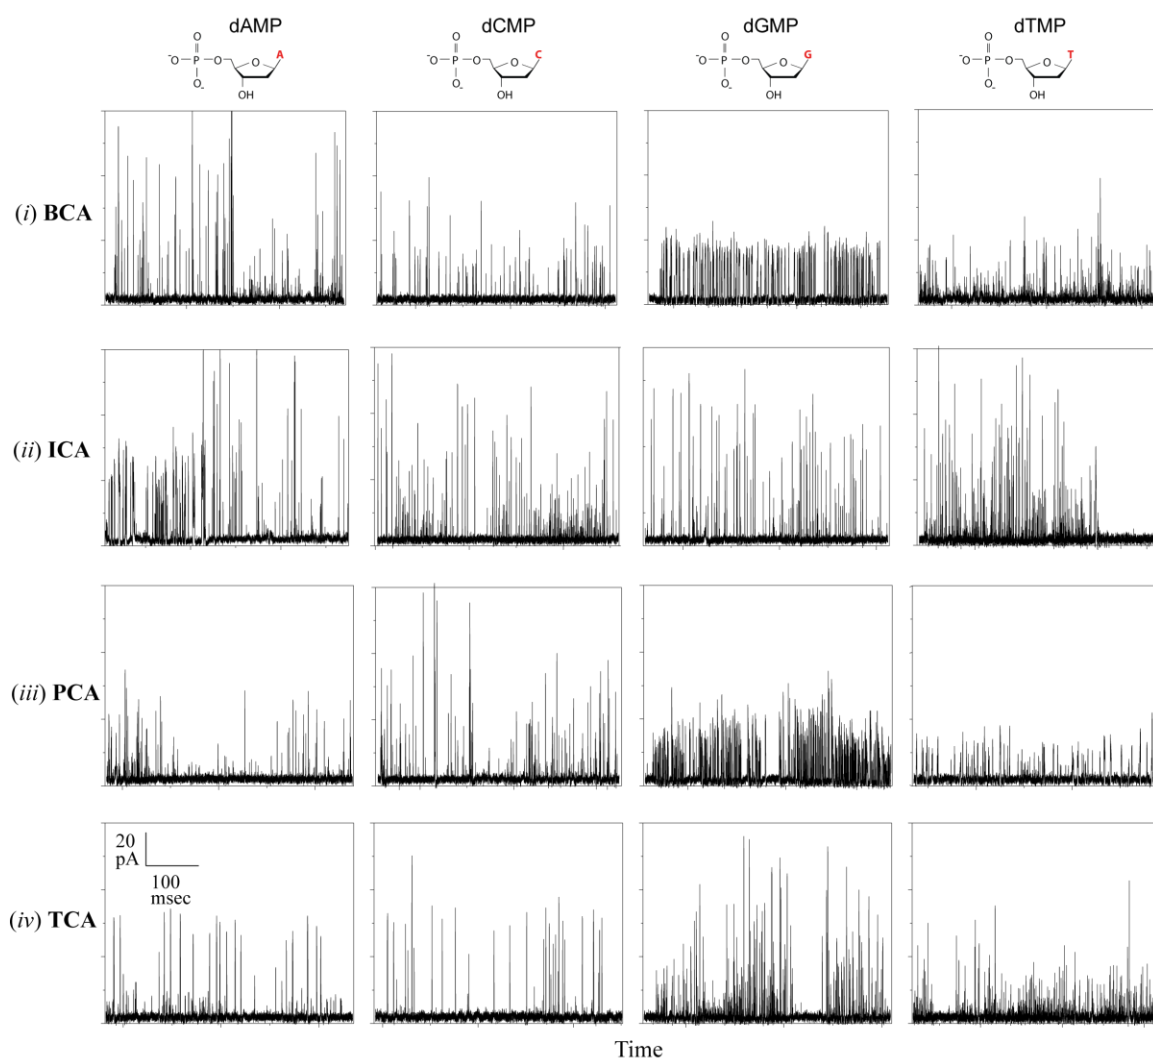 dAMP dCMP dGMP dTMP
O O O O
-O P O O A -O P O O C -O P O O G -O P O O T
O- O- O- O-
OH OH OH OH
(i) BCA
(ii) ICA
(iii) PCA
20
pA
100
msec
(iv) TCA
Time